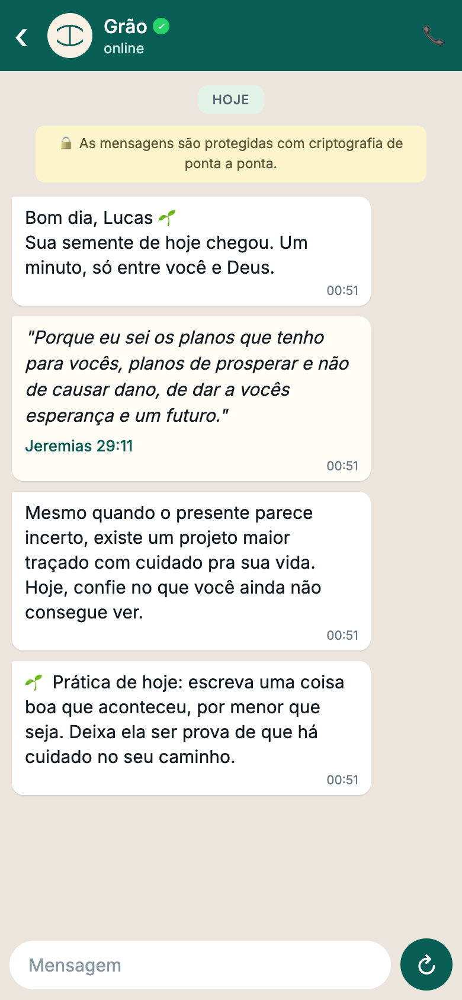 Grão
online
HOJE
🔒 As mensagens são protegidas com criptografia de
ponta a ponta.
Bom dia, Lucas 🌱
Sua semente de hoje chegou. Um
minuto, só entre você e Deus.
00:51
"Porque eu sei os planos que tenho
para vocês, planos de prosperar e não
de causar dano, de dar a vocês
esperança e um futuro."
Jeremias 29:11
00:51
Mesmo quando o presente parece
incerto, existe um projeto maior
traçado com cuidado pra sua vida.
Hoje, confie no que você ainda não
consegue ver.
00:51
🌱 Prática de hoje: escreva uma coisa
boa que aconteceu, por menor que
seja. Deixa ela ser prova de que há
cuidado no seu caminho.
00:51
Mensagem